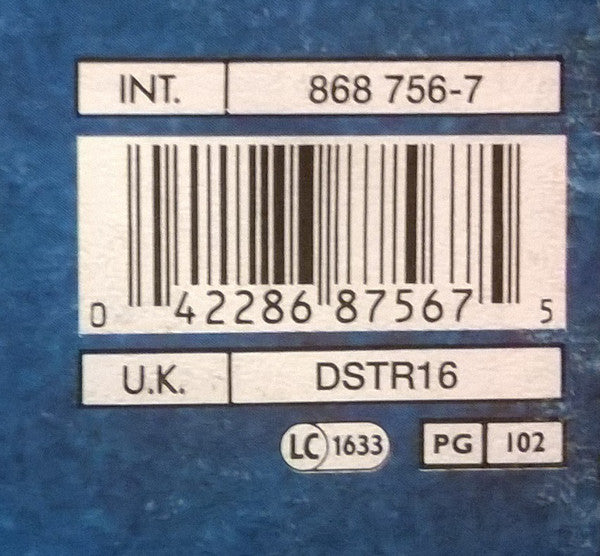 INT. 868 756-7
0 42286 87567 5
U.K. DSTR16
LC 1633 PG 102